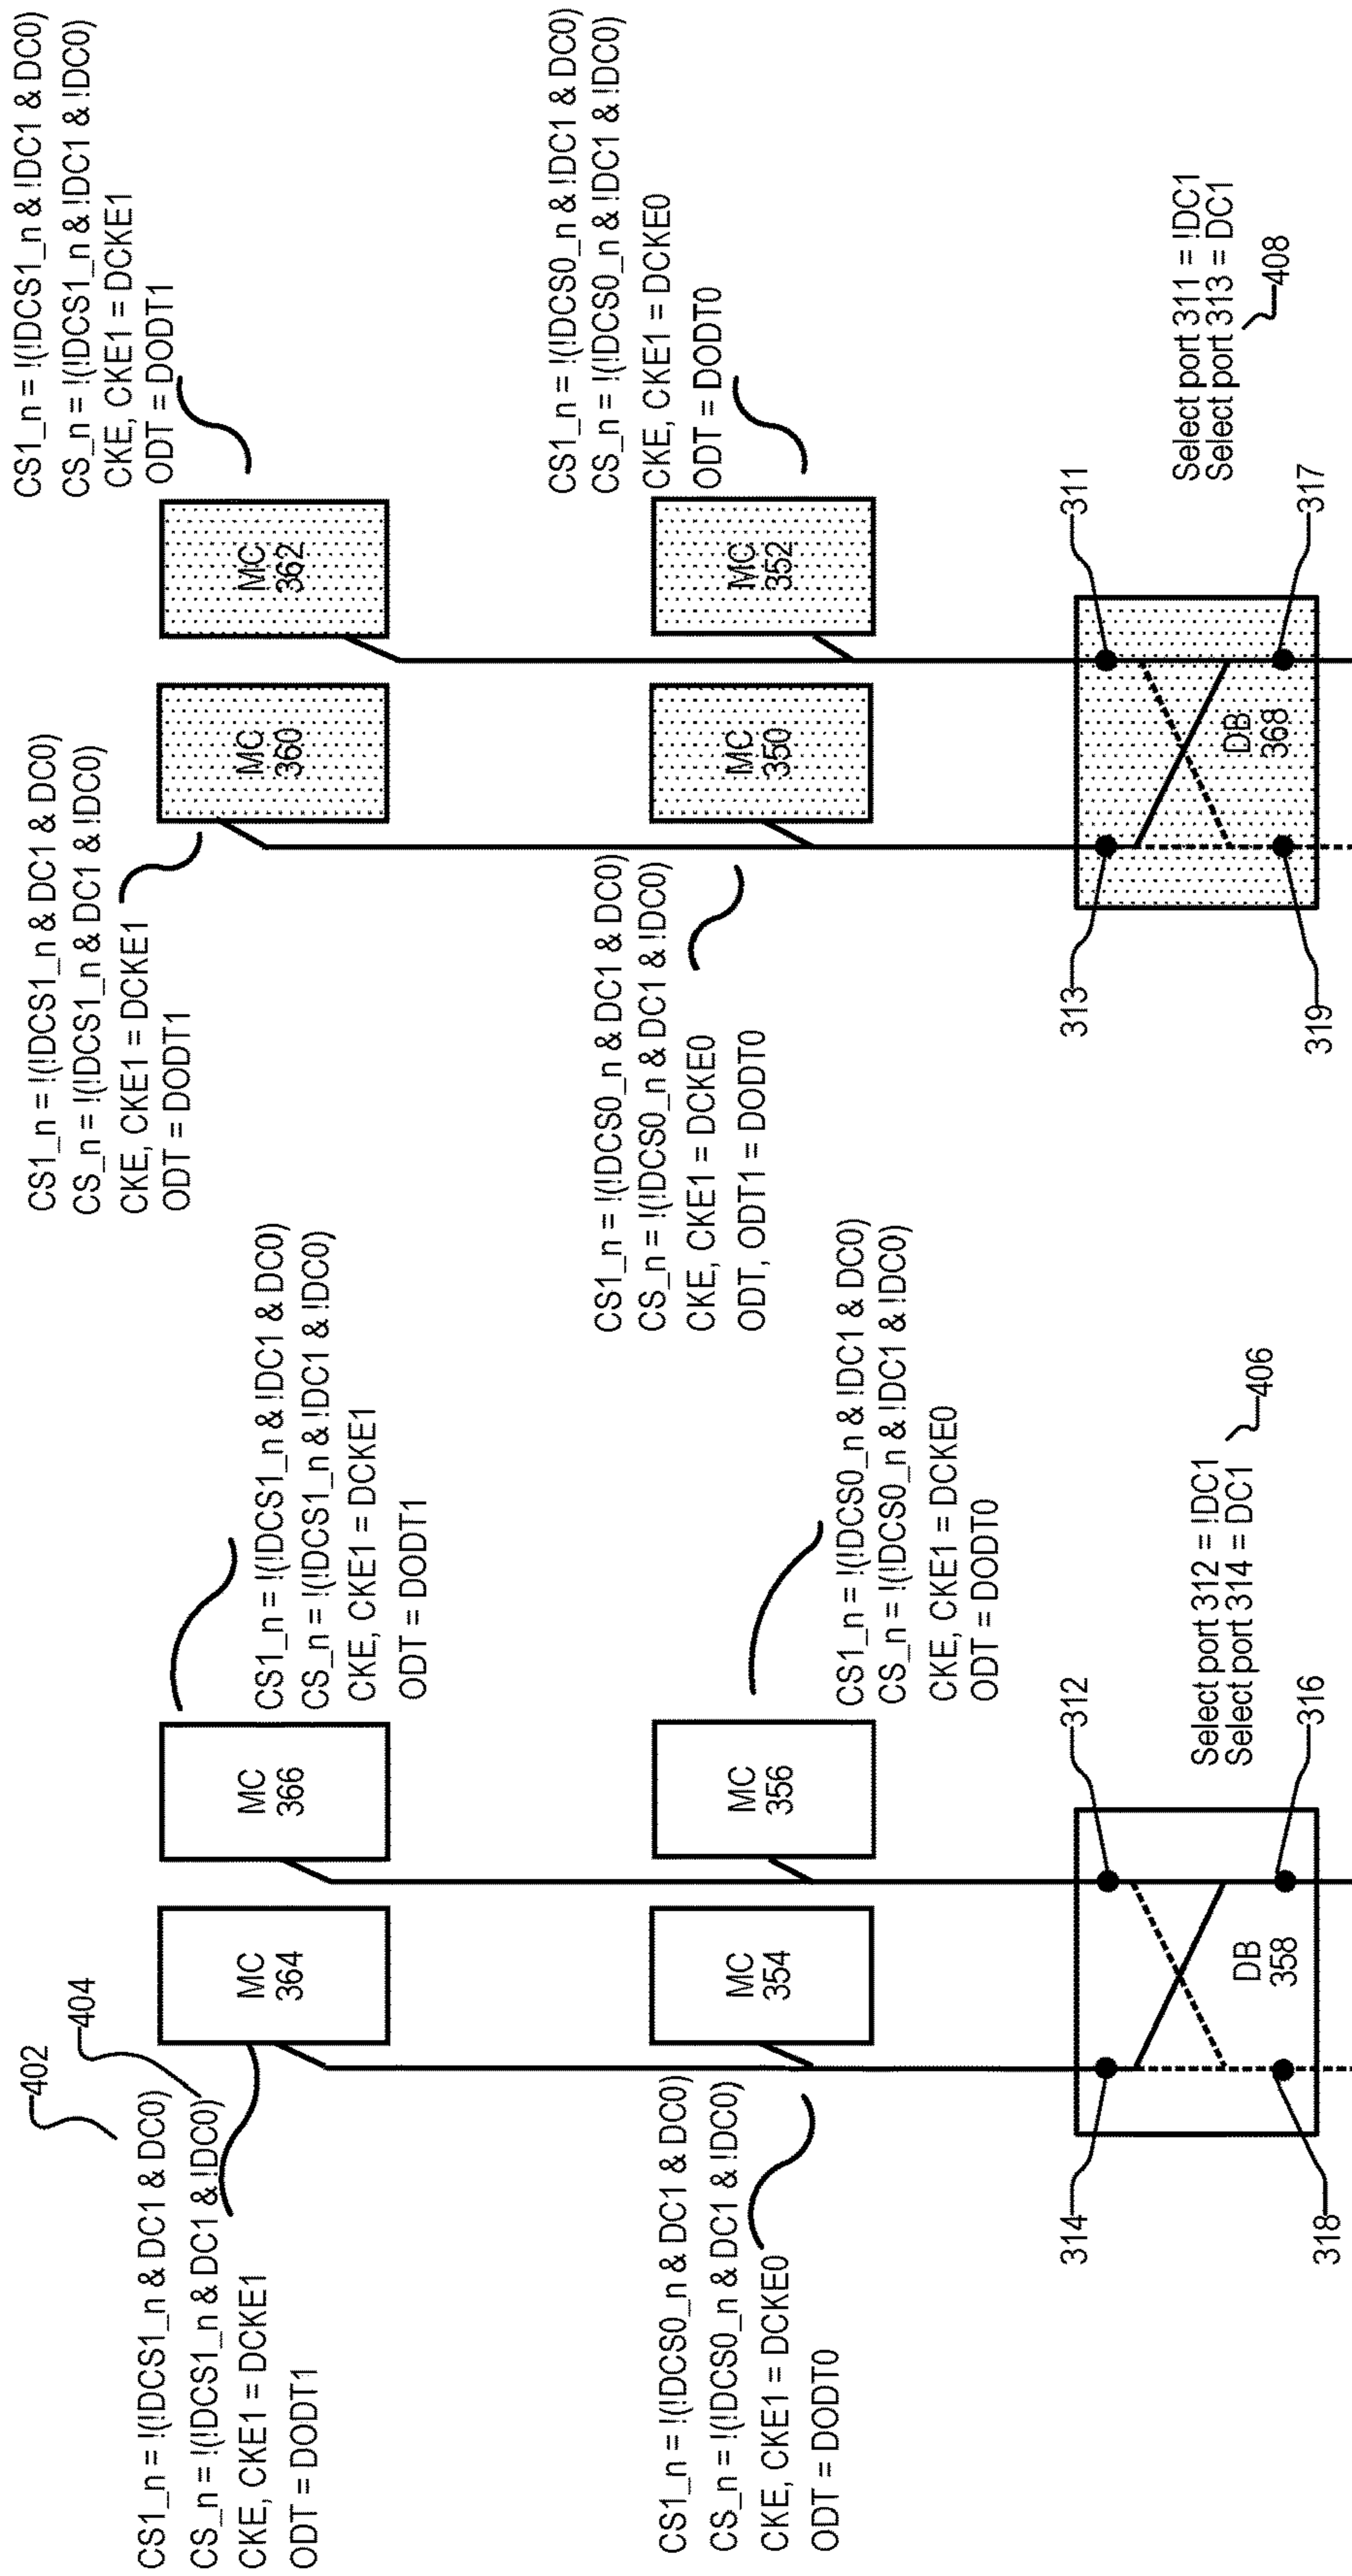 402
404
CS1_n = !(!DCS1_n & DC1 & DC0)
CS_n = !(!DCS1_n & DC1 & !DC0)
CKE, CKE1 = DCKE1
ODT = DODT1
MC
364
MC
366
CS1_n = !(!DCS1_n & !DC1 & DC0)
CS_n = !(!DCS1_n & !DC1 & !DC0)
CKE, CKE1 = DCKE1
ODT = DODT1
CS1_n = !(!DCS0_n & DC1 & DC0)
CS_n = !(!DCS0_n & DC1 & !DC0)
CKE, CKE1 = DCKE0
ODT = DODT0
MC
354
MC
356
CS1_n = !(!DCS0_n & !DC1 & DC0)
CS_n = !(!DCS0_n & !DC1 & !DC0)
CKE, CKE1 = DCKE0
ODT = DODT0
314
312
DB
358
318
316
Select port 312 = !DC1
Select port 314 = DC1
406
CS1_n = !(!DCS1_n & DC1 & DC0)
CS_n = !(!DCS1_n & DC1 & !DC0)
CKE, CKE1 = DCKE1
ODT = DODT1
MC
360
MC
362
CS1_n = !(!DCS1_n & !DC1 & DC0)
CS_n = !(!DCS1_n & !DC1 & !DC0)
CKE, CKE1 = DCKE1
ODT = DODT1
CS1_n = !(!DCS0_n & DC1 & DC0)
CS_n = !(!DCS0_n & DC1 & !DC0)
CKE, CKE1 = DCKE0
ODT, ODT1 = DODT0
MC
350
MC
352
CS1_n = !(!DCS0_n & !DC1 & DC0)
CS_n = !(!DCS0_n & !DC1 & !DC0)
CKE, CKE1 = DCKE0
ODT = DODT0
313
311
DB
368
319
317
Select port 311 = !DC1
Select port 313 = DC1
408